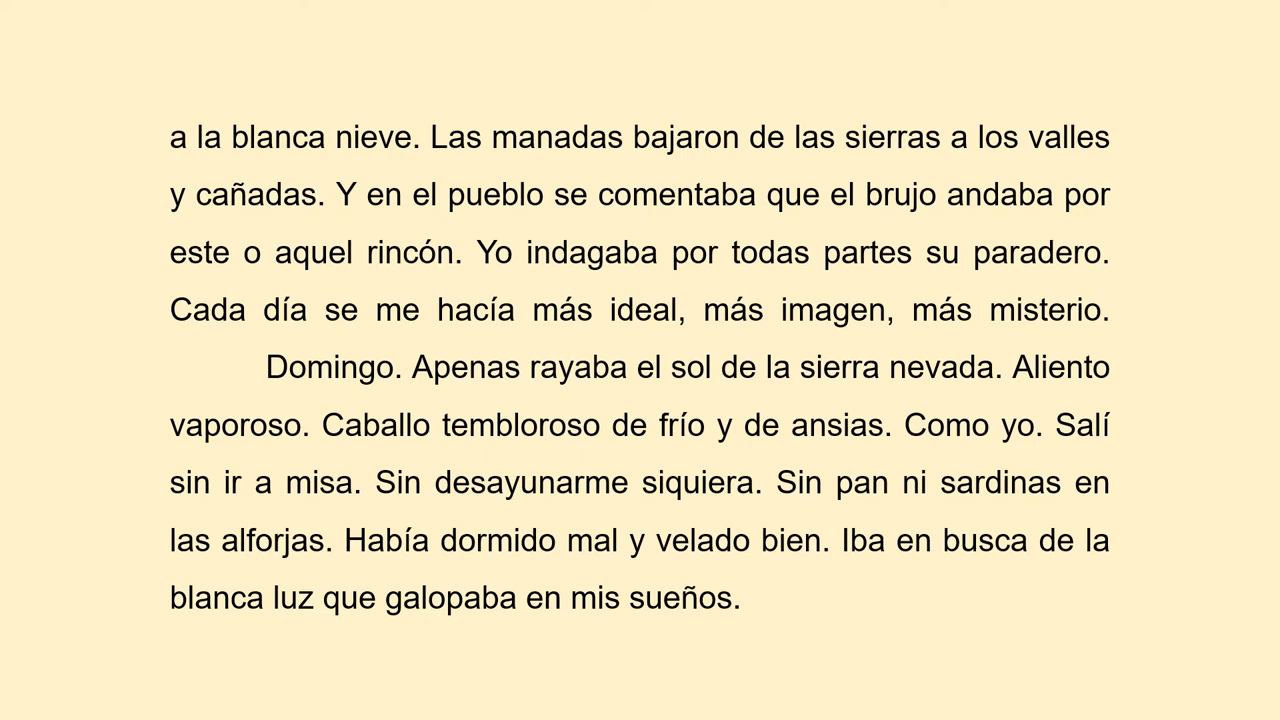 a la blanca nieve. Las manadas bajaron de las sierras a los valles
y cañadas. Y en el pueblo se comentaba que el brujo andaba por
este o aquel rincón. Yo indagaba por todas partes su paradero.
Cada día se me hacía más ideal, más imagen, más misterio.
Domingo. Apenas rayaba el sol de la sierra nevada. Aliento
vaporoso. Caballo tembloroso de frío y de ansias. Como yo. Salí
sin ir a misa. Sin desayunarme siquiera. Sin pan ni sardinas en
las alforjas. Había dormido mal y velado bien. Iba en busca de la
blanca luz que galopaba en mis sueños.